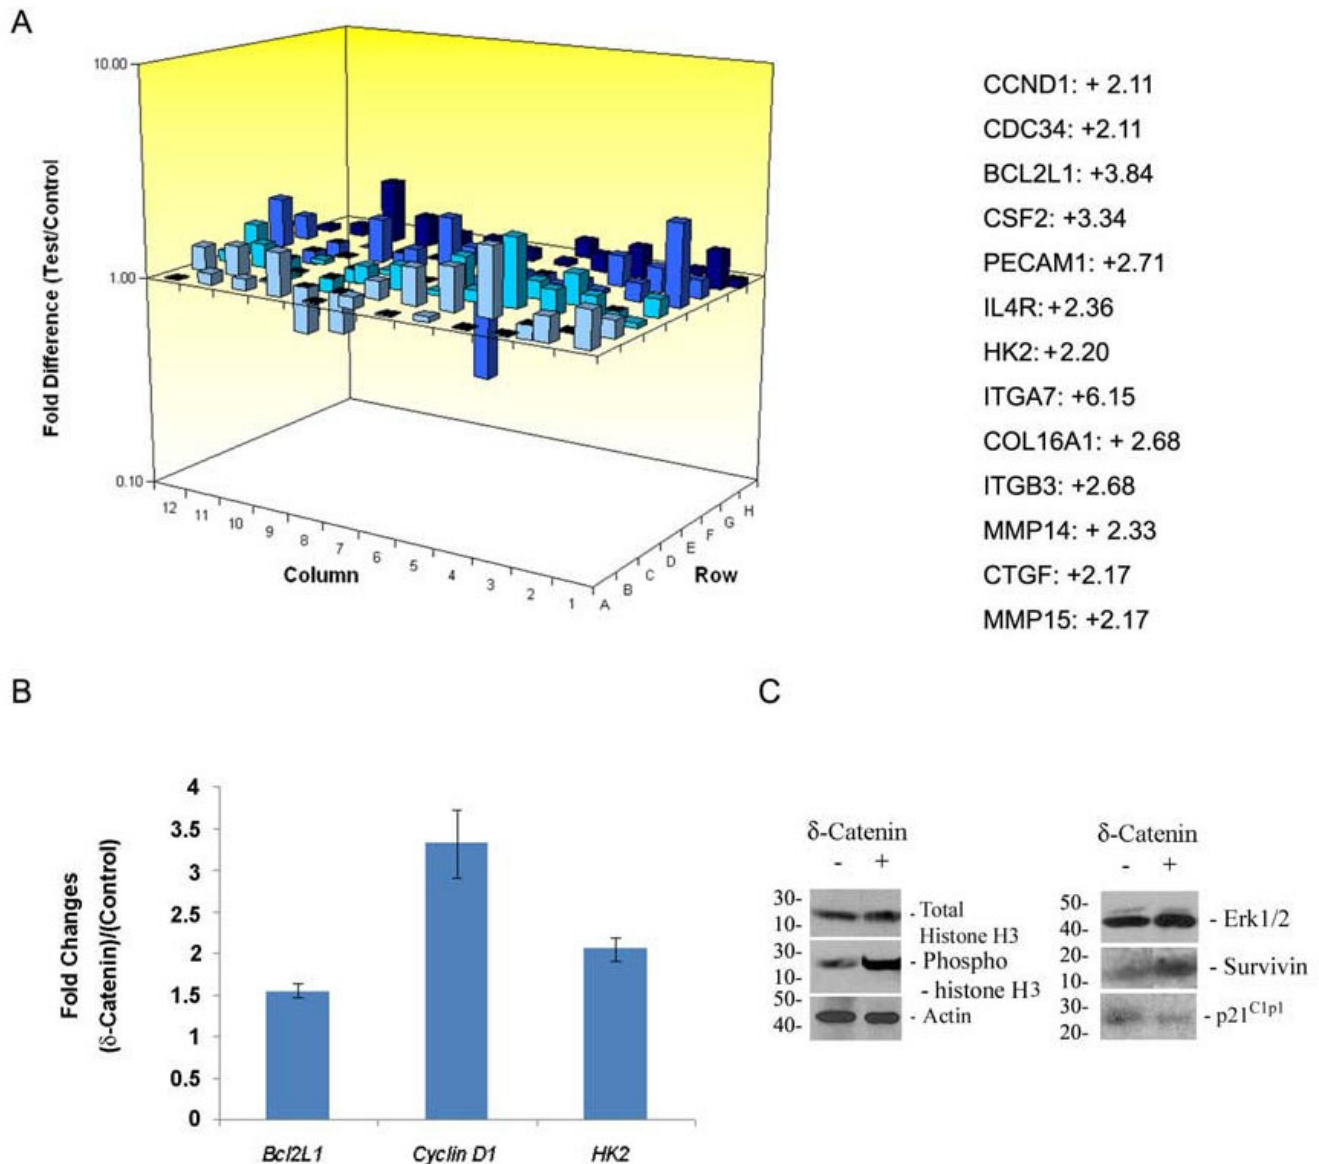 A
10.00
1.00
0.10
Fold Difference (Test/Control
12 11 10 9 8 7 6 5 4 3 2 1
Column
A B C D E F G H
Row
CCND1: + 2.11
CDC34: +2.11
BCL2L1: +3.84
CSF2: +3.34
PECAM1: +2.71
IL4R: +2.36
HK2: +2.20
ITGA7: +6.15
COL16A1: + 2.68
ITGB3: +2.68
MMP14: + 2.33
CTGF: +2.17
MMP15: +2.17
B
Fold Changes
(δ-Catenin)/(Control)
4
3.5
3
2.5
2
1.5
1
0.5
0
Bcl2L1 Cyclin D1 HK2
C
δ-Catenin
- +
30-
10-
- Total
Histone H3
30-
10-
- Phospho
- histone H3
50-
40-
- Actin
δ-Catenin
- +
50-
40-
- Erk1/2
20-
10-
- Survivin
30-
20-
- p21C1p1